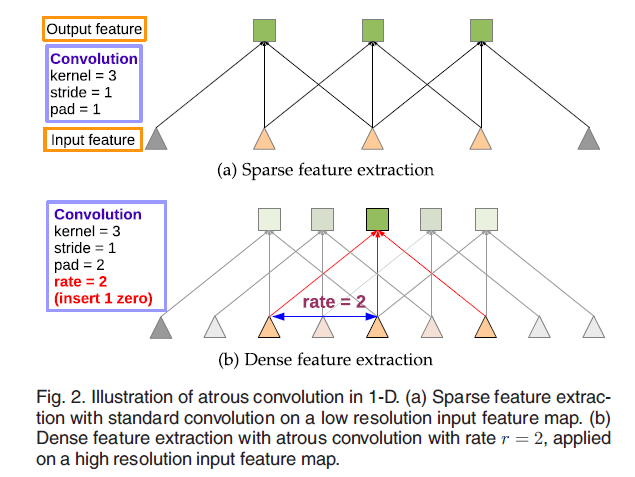 Output feature
Convolution
kernel = 3
stride = 1
pad = 1
Input feature
(a) Sparse feature extraction
Convolution
kernel = 3
stride = 1
pad = 2
rate = 2
(insert 1 zero)
rate = 2
(b) Dense feature extraction
Fig. 2. Illustration of atrous convolution in 1-D. (a) Sparse feature extrac-
tion with standard convolution on a low resolution input feature map. (b)
Dense feature extraction with atrous convolution with rate r = 2, applied
on a high resolution input feature map.